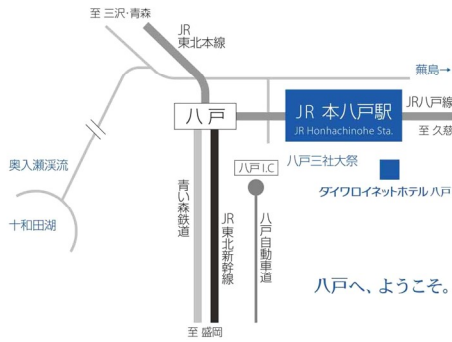 至 三沢・青森
JR
東北本線
蕪島→
八戸
JR 本八戸駅
JR Honhachinohe Sta.
JR八戸線
至 久慈
奥入瀬渓流
十和田湖
八戸I.C
八戸三社大祭
ダイワロイネットホテル八戸
青い森鉄道
JR東北新幹線
八戸自動車道
八戸へ、ようこそ。
至 盛岡